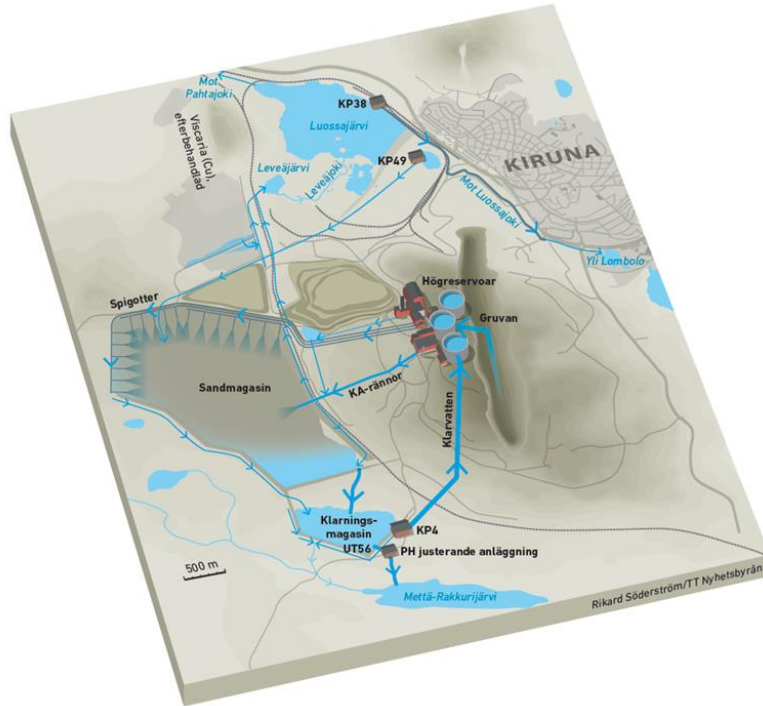 Mot
Pahtajoki
KP38
Luossajärvi
Viscaria (Cu),
efterbehandlad
KP49
KIRUNA
Leveäjärvi
Leveäjoki
Mot Luossajoki
Yli Lombolo
Högreservoar
Spigotter
Gruvan
Sandmagasin
KA-rännor
Klarvatten
Klarnings-
magasin
KP4
UT56
PH justerande anläggning
500 m
Mettä-Rakkurijärvi
Rikard Söderström/TT Nyhetsbyrån